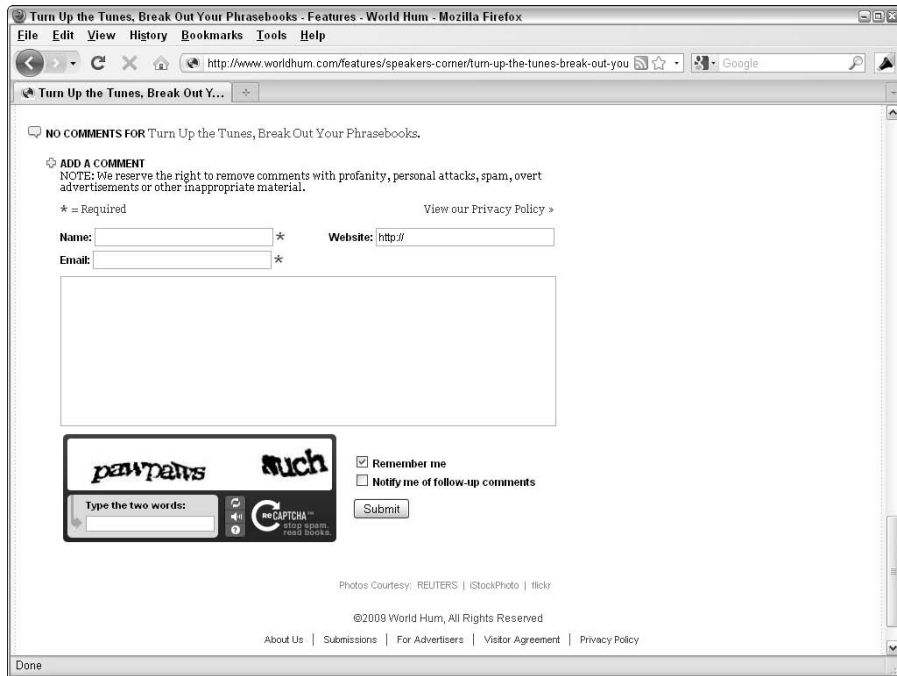 Turn Up the Tunes, Break Out Your Phrasebooks - Features - World Hum - Mozilla Firefox
File Edit View History Bookmarks Tools Help
http://www.worldhum.com/features/speakers-corner/turn-up-the-tunes-break-out-you Google
Turn Up the Tunes, Break Out Y...
NO COMMENTS FOR Turn Up the Tunes, Break Out Your Phrasebooks.
ADD A COMMENT
NOTE: We reserve the right to remove comments with profanity, personal attacks, spam, overt
advertisements or other inappropriate material.
* = Required View our Privacy Policy »
Name: * Website: http://
Email: *
pawpaws such
Remember me
Notify me of follow-up comments
Type the two words:
reCAPTCHA™
stop spam.
read books.
Submit
Photos Courtesy: REUTERS | iStockPhoto | flickr
©2009 World Hum, All Rights Reserved
About Us | Submissions | For Advertisers | Visitor Agreement | Privacy Policy
Done